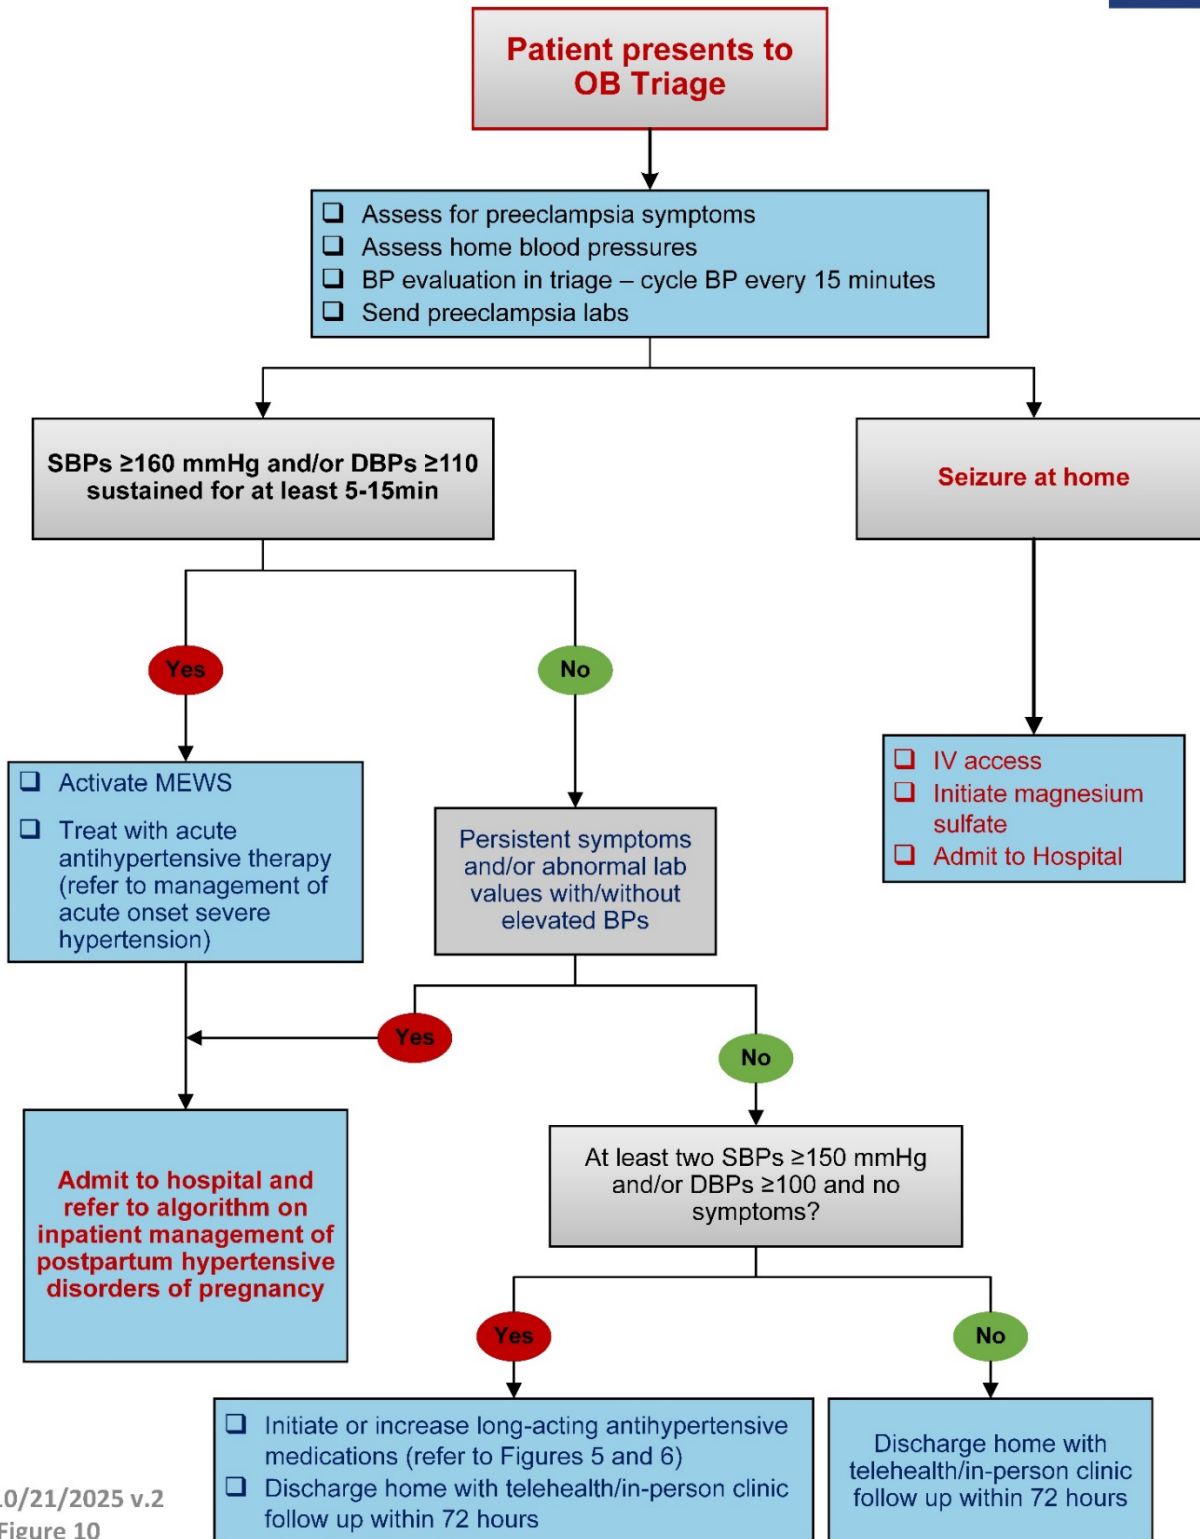 Patient presents to
OB Triage
❑ Assess for preeclampsia symptoms
❑ Assess home blood pressures
❑ BP evaluation in triage – cycle BP every 15 minutes
❑ Send preeclampsia labs
SBPs ≥160 mmHg and/or DBPs ≥110
sustained for at least 5-15min
Seizure at home
Yes
No
❑ Activate MEWS
❑ Treat with acute
antihypertensive therapy
(refer to management of
acute onset severe
hypertension)
Persistent symptoms
and/or abnormal lab
values with/without
elevated BPs
❑ IV access
❑ Initiate magnesium
sulfate
❑ Admit to Hospital
Yes
No
Admit to hospital and
refer to algorithm on
inpatient management of
postpartum hypertensive
disorders of pregnancy
At least two SBPs ≥150 mmHg
and/or DBPs ≥100 and no
symptoms?
Yes
No
❑ Initiate or increase long-acting antihypertensive
medications (refer to Figures 5 and 6)
❑ Discharge home with telehealth/in-person clinic
follow up within 72 hours
Discharge home with
telehealth/in-person clinic
follow up within 72 hours
10/21/2025 v.2
Figure 10